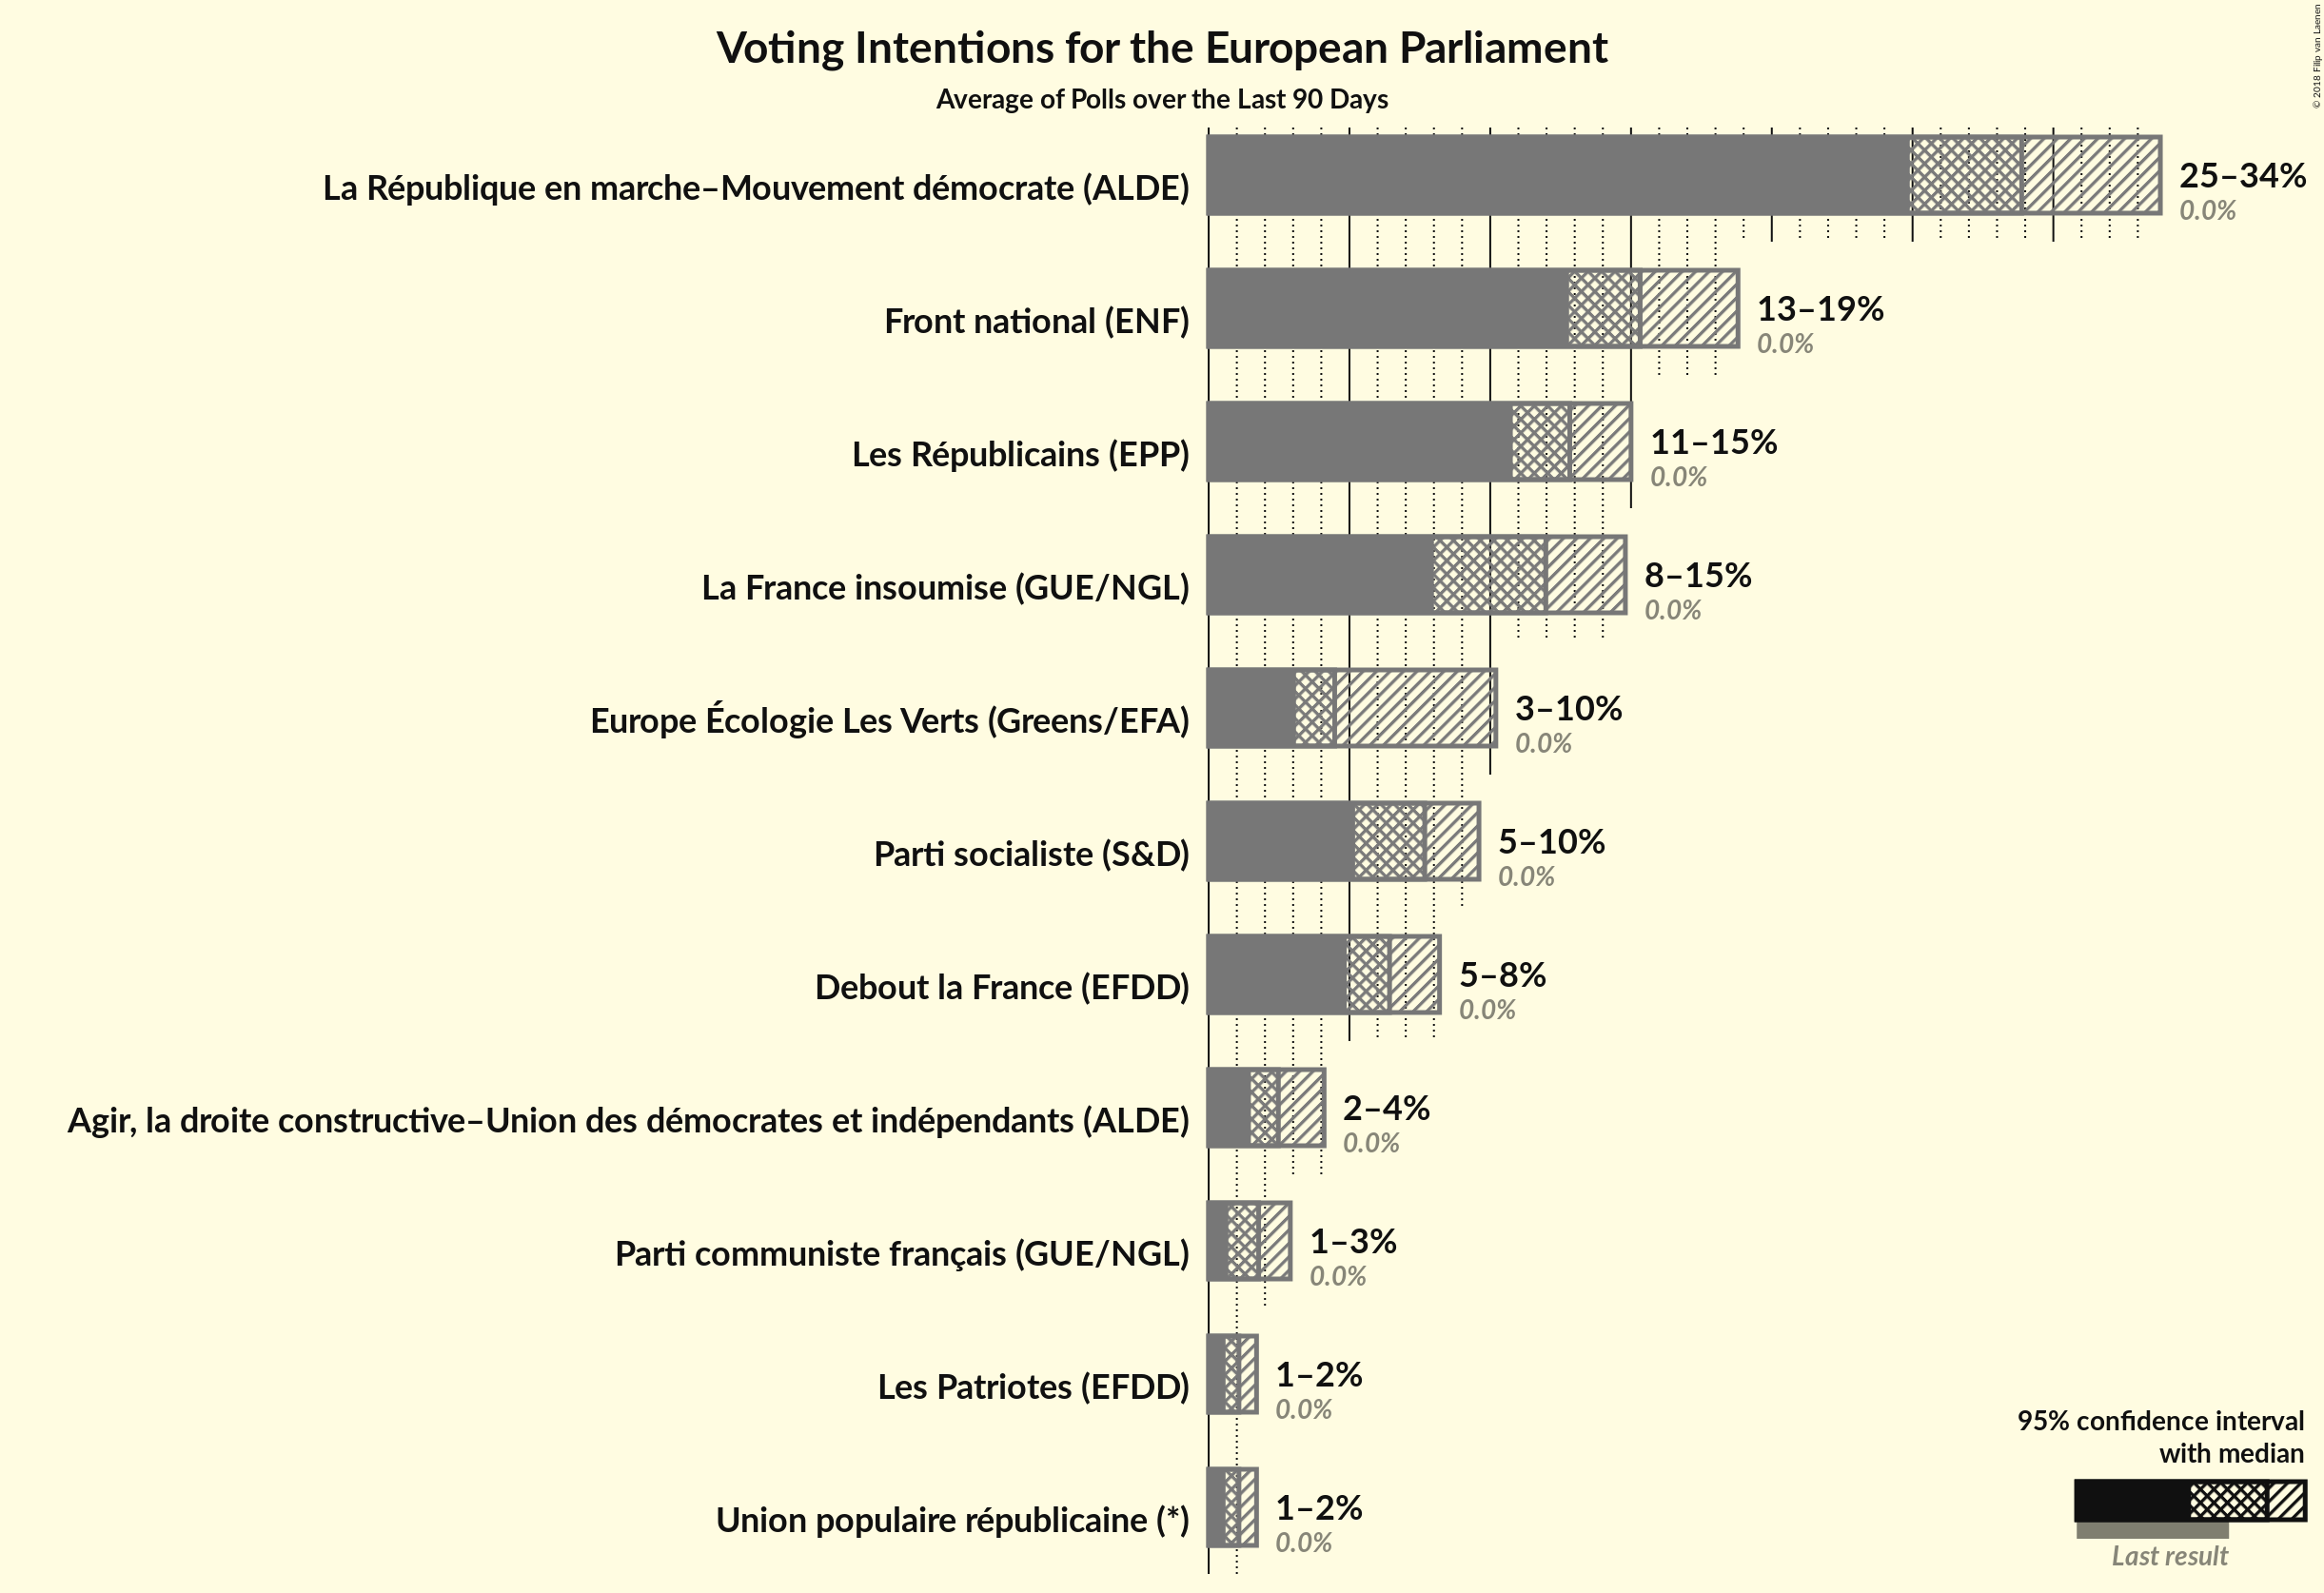 © 2018 Filip van Laenen
Voting Intentions for the European Parliament
Average of Polls over the Last 90 Days
La République en marche–Mouvement démocrate (ALDE)
25–34%
0.0%
Front national (ENF)
13–19%
0.0%
Les Républicains (EPP)
11–15%
0.0%
La France insoumise (GUE/NGL)
8–15%
0.0%
Europe Écologie Les Verts (Greens/EFA)
3–10%
0.0%
Parti socialiste (S&D)
5–10%
0.0%
Debout la France (EFDD)
5–8%
0.0%
Agir, la droite constructive–Union des démocrates et indépendants (ALDE)
2–4%
0.0%
Parti communiste français (GUE/NGL)
1–3%
0.0%
Les Patriotes (EFDD)
1–2%
0.0%
Union populaire républicaine (*)
1–2%
0.0%
95% confidence interval
with median
Last result